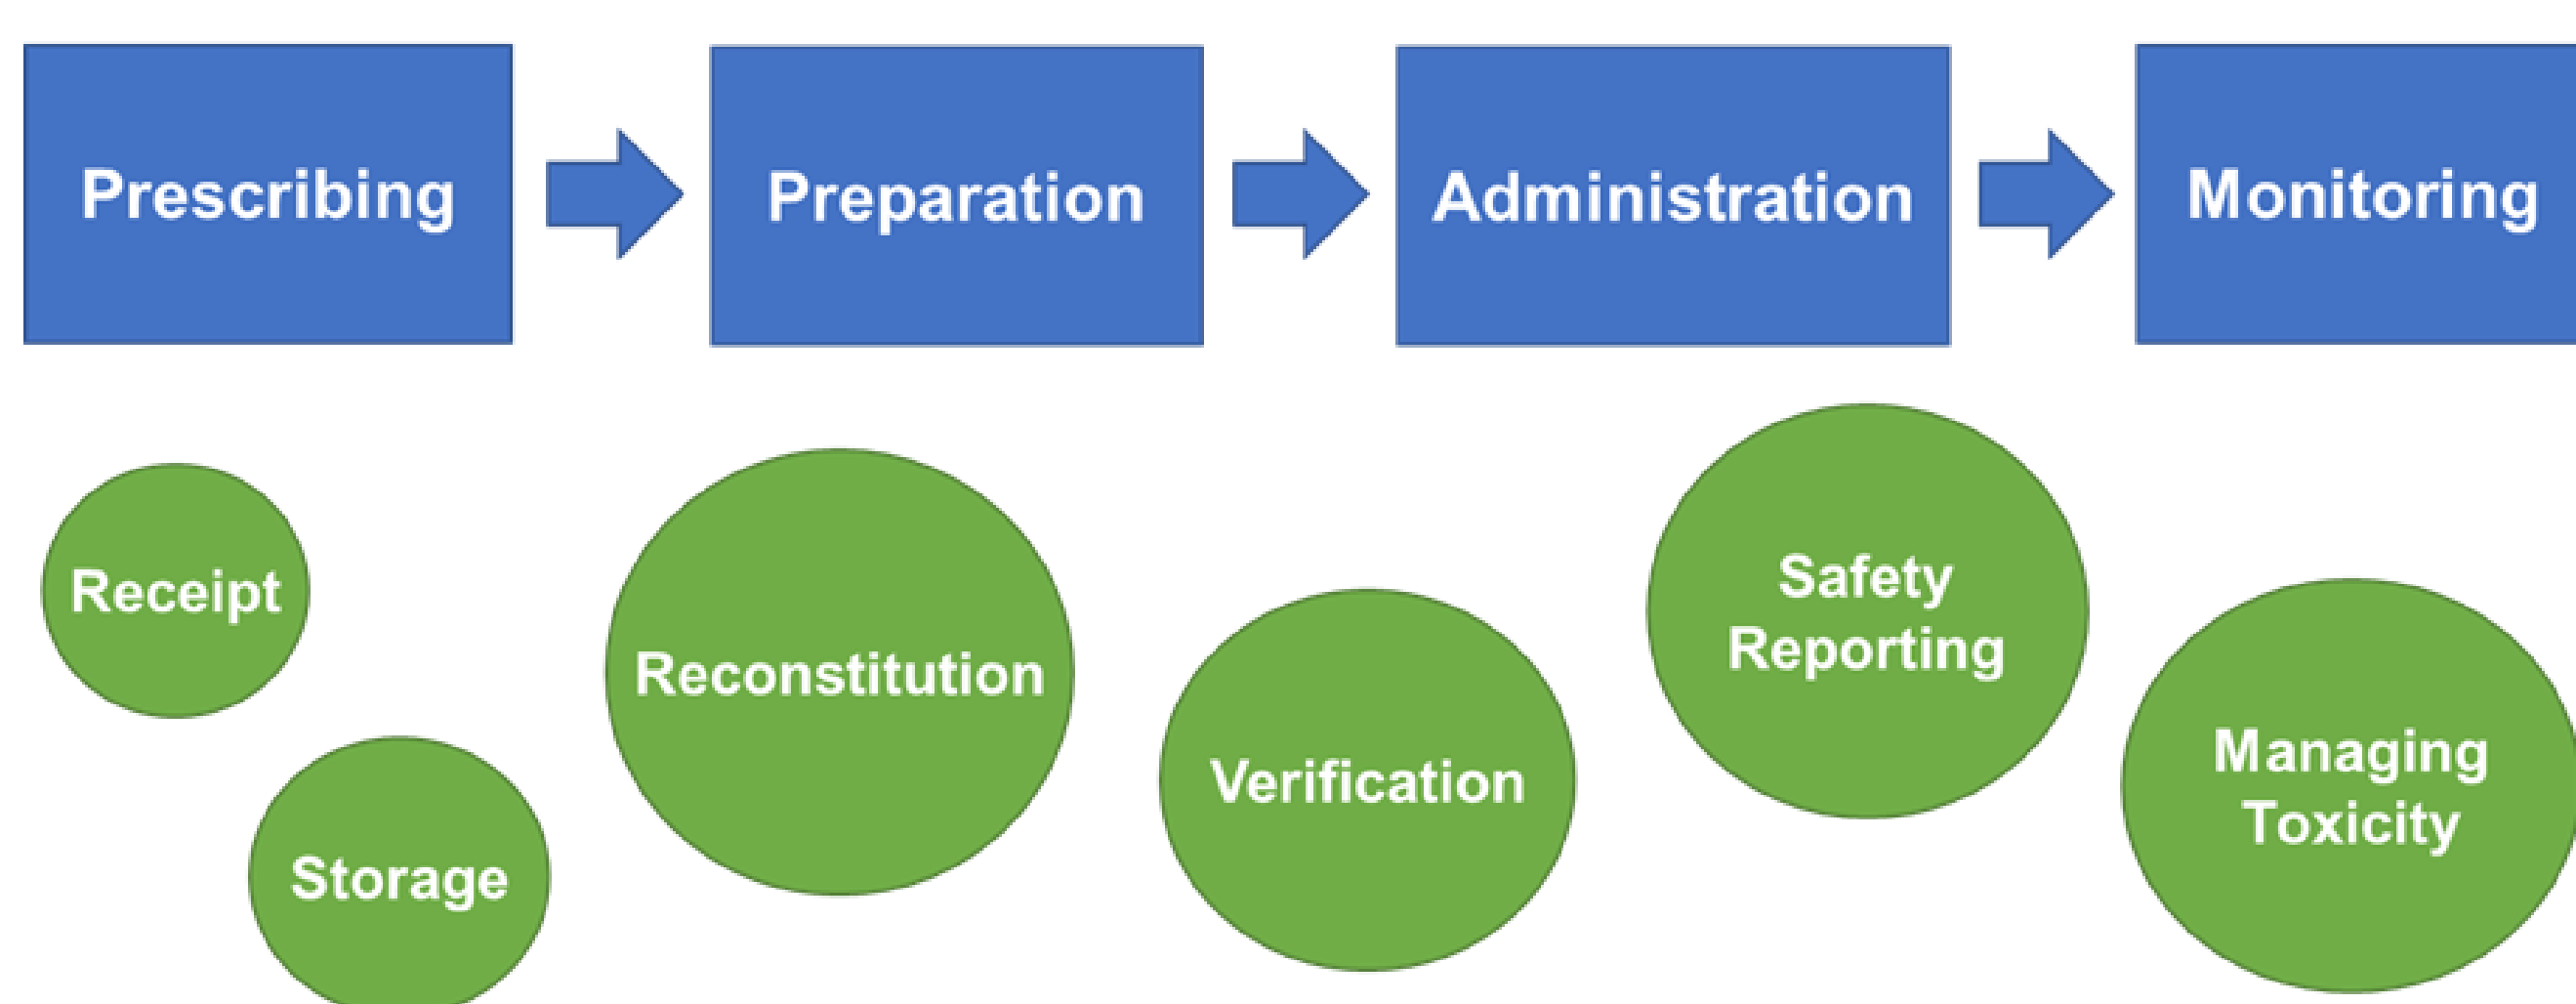 Prescribing
Preparation
Administration
Monitoring
Receipt
Storage
Reconstitution
Verification
Safety
Reporting
Managing
Toxicity